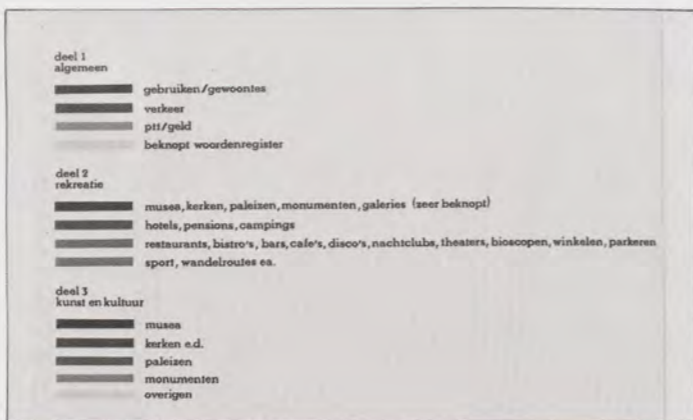 deel 1
algemeen
gebruiken/gewoontes
verkeer
ptt/geld
beknopt woordenregister
deel 2
rekreatie
musea, kerken, paleizen, monumenten, galeries (zeer beknopt)
hotels, pensions, campings
restaurants, bistro's, bars, cafe's, disco's, nachtclubs, theaters, bioscopen, winkelen, parkeren
sport, wandelroutes ea.
deel 3
kunst en kultuur
musea
kerken e.d.
paleizen
monumenten
overigen